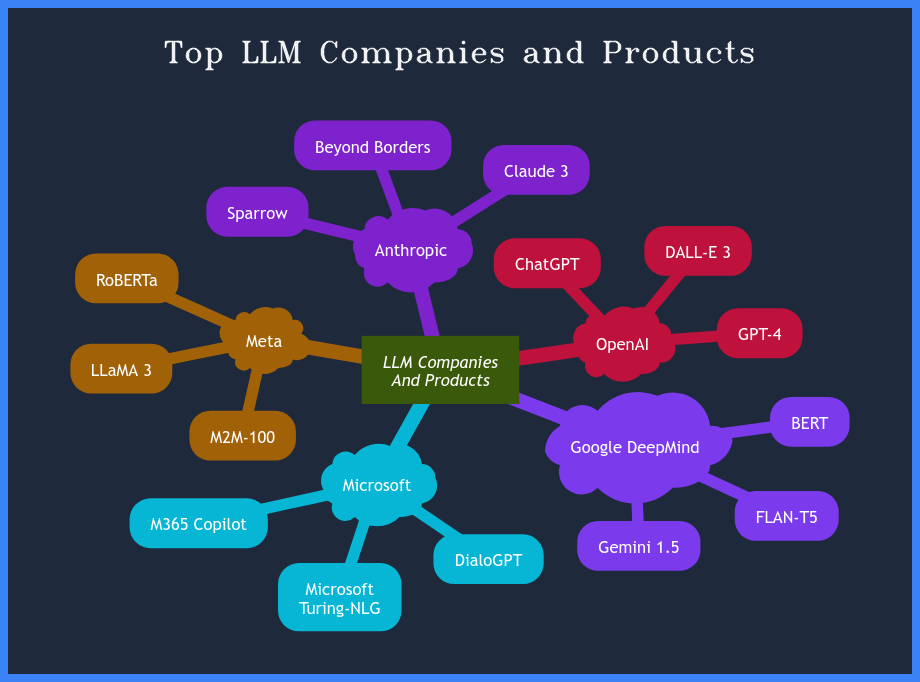 Top LLM Companies and Products
Beyond Borders
Claude 3
Sparrow
Anthropic
ChatGPT
DALL-E 3
GPT-4
OpenAI
RoBERTa
Meta
LLaMA 3
M2M-100
LLM Companies
And Products
Google DeepMind
BERT
FLAN-T5
Gemini 1.5
Microsoft
M365 Copilot
DialoGPT
Microsoft
Turing-NLG